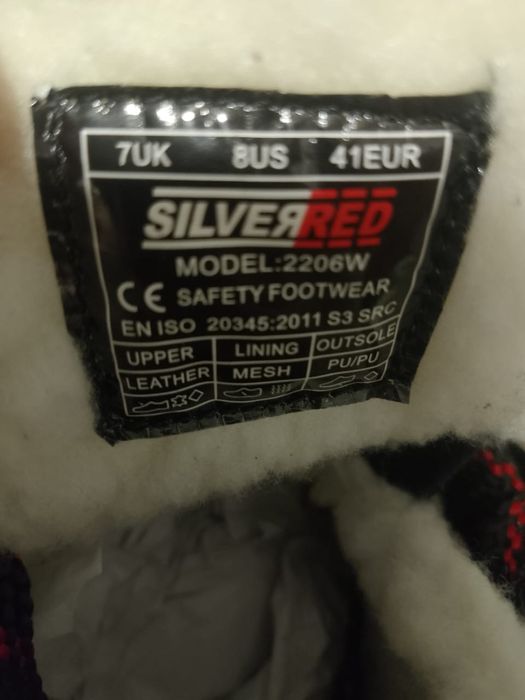 7UK 8US 41EUR
SILVERRED
MODEL:2206W
CE SAFETY FOOTWEAR
EN ISO 20345:2011 S3 SRC
UPPER LINING OUTSOLE
LEATHER MESH PU/PU